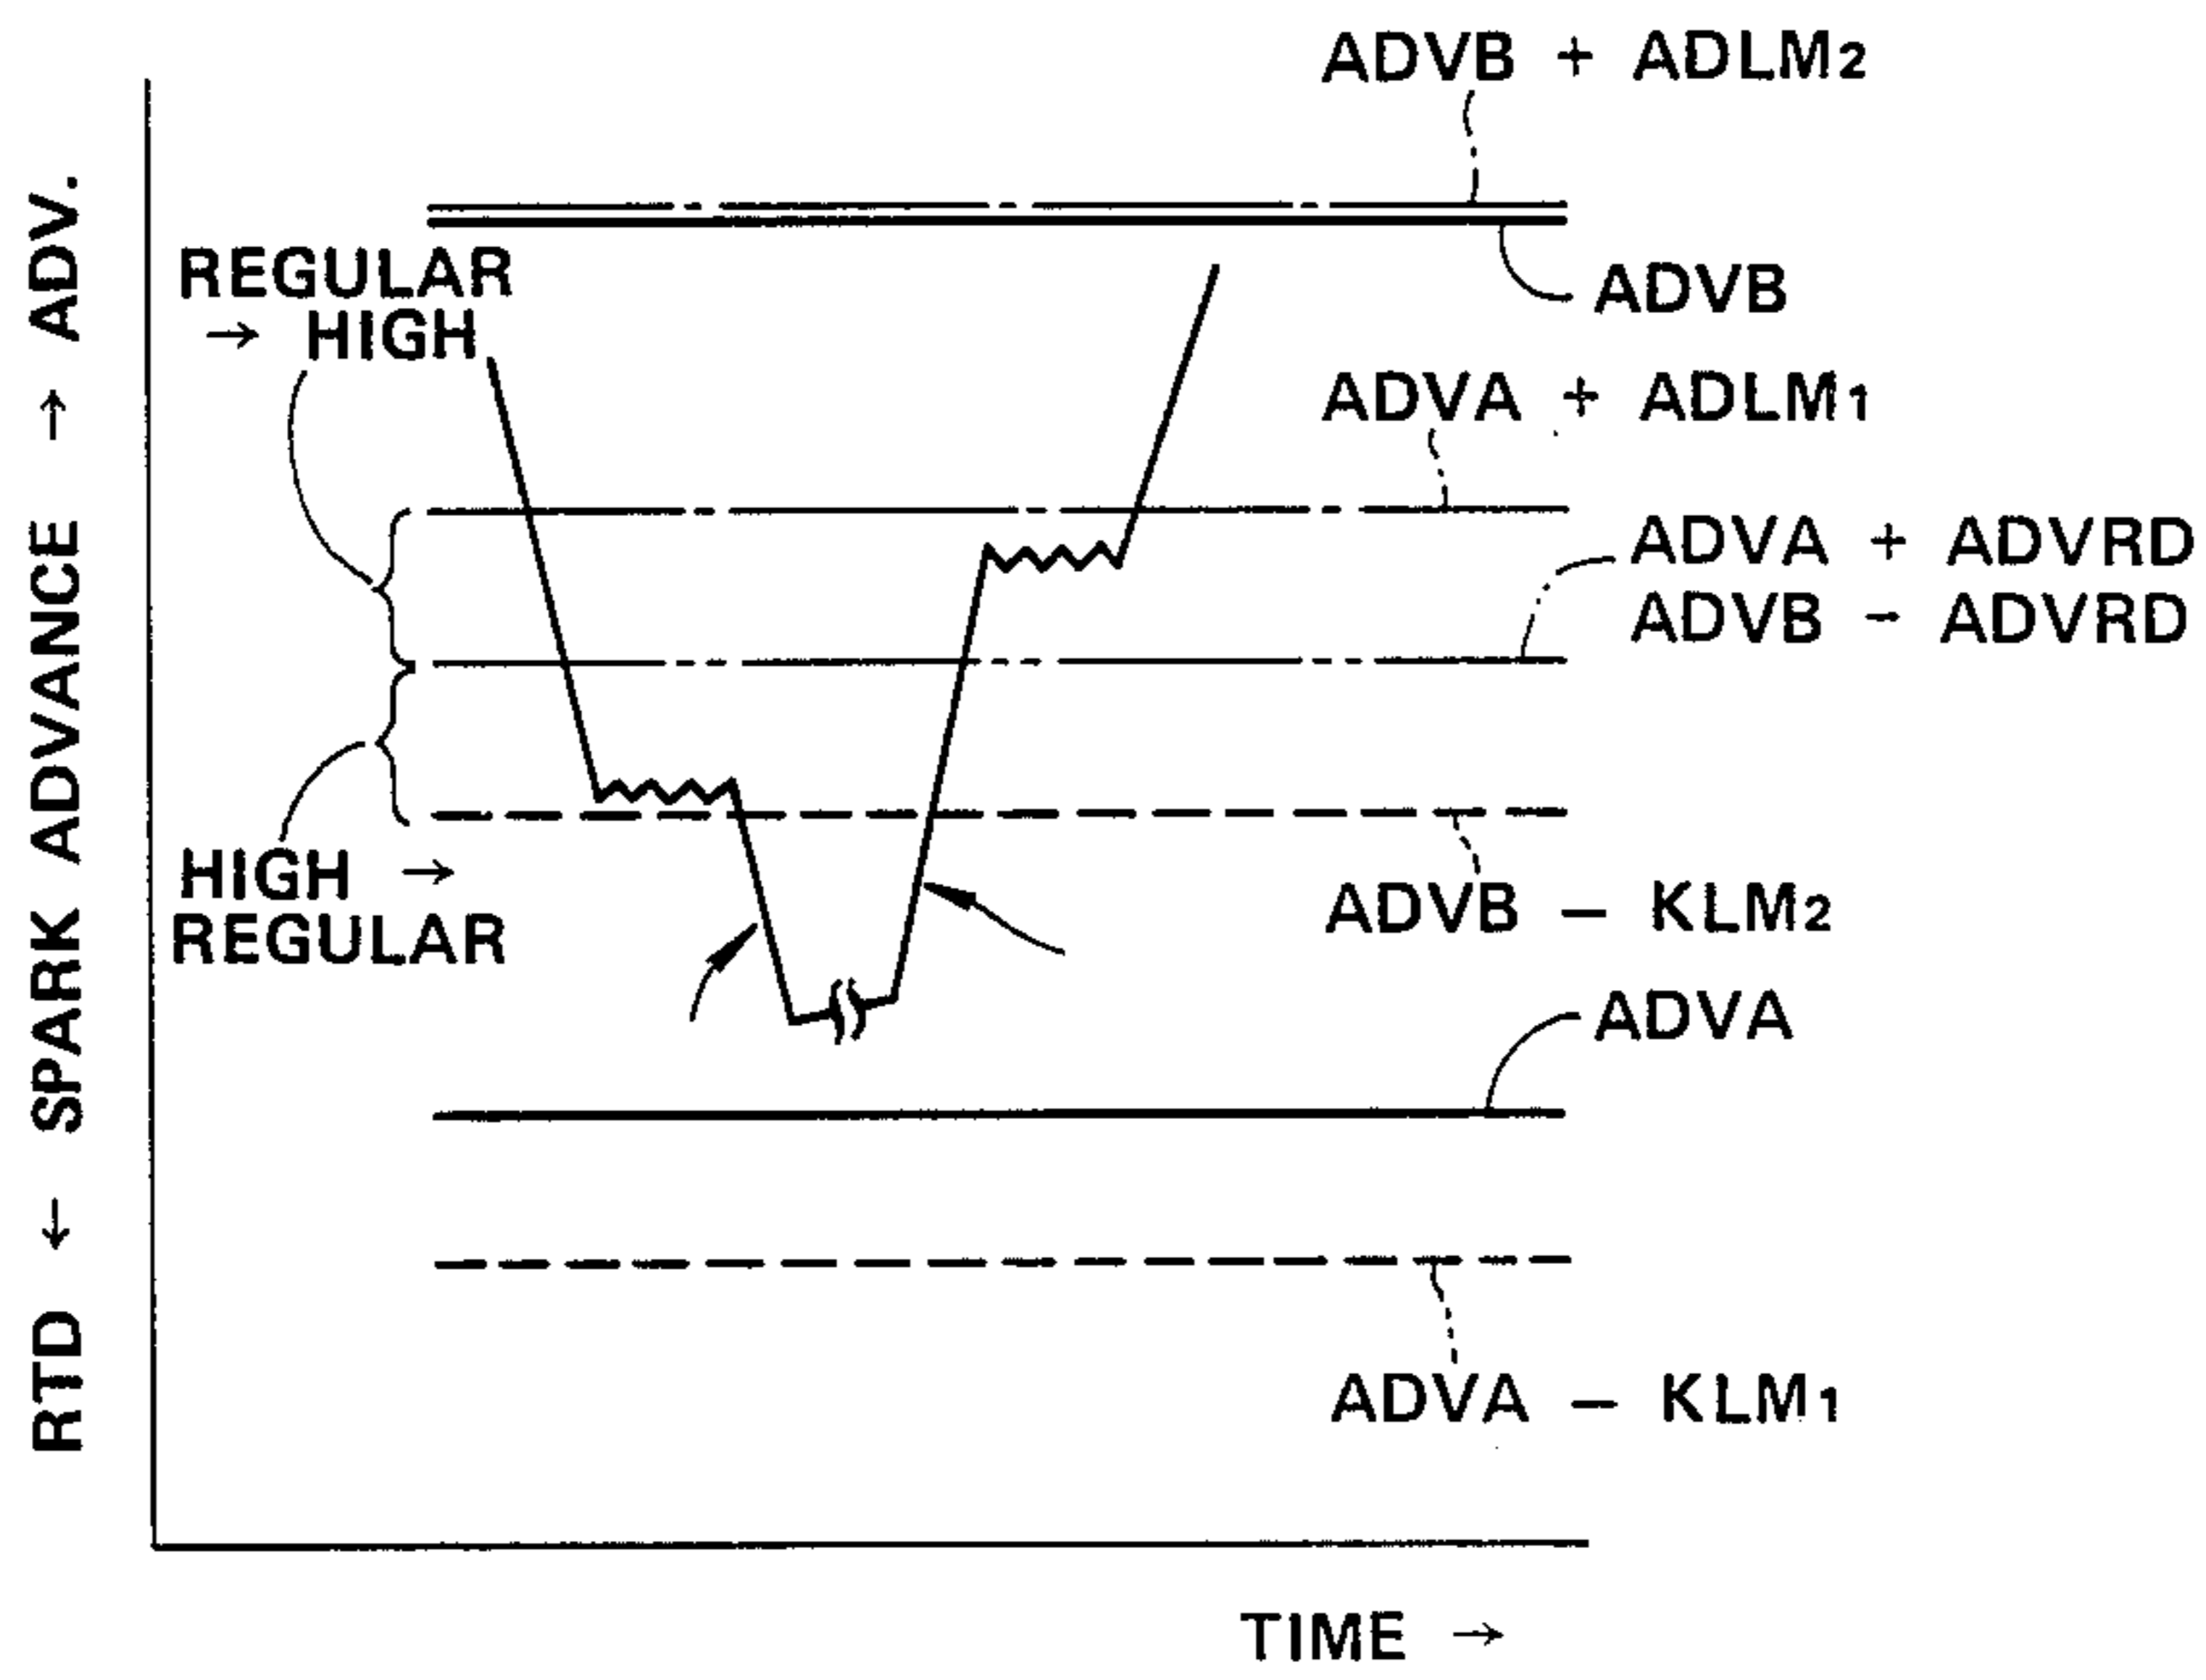 ADVB + ADLM2
REGULAR
→ HIGH
ADVB
ADVA + ADLM1
ADVA + ADVRD
ADVB - ADVRD
HIGH →
REGULAR
ADVB - KLM2
ADVA
ADVA - KLM1
RTD ← SPARK ADVANCE → ADV.
TIME →